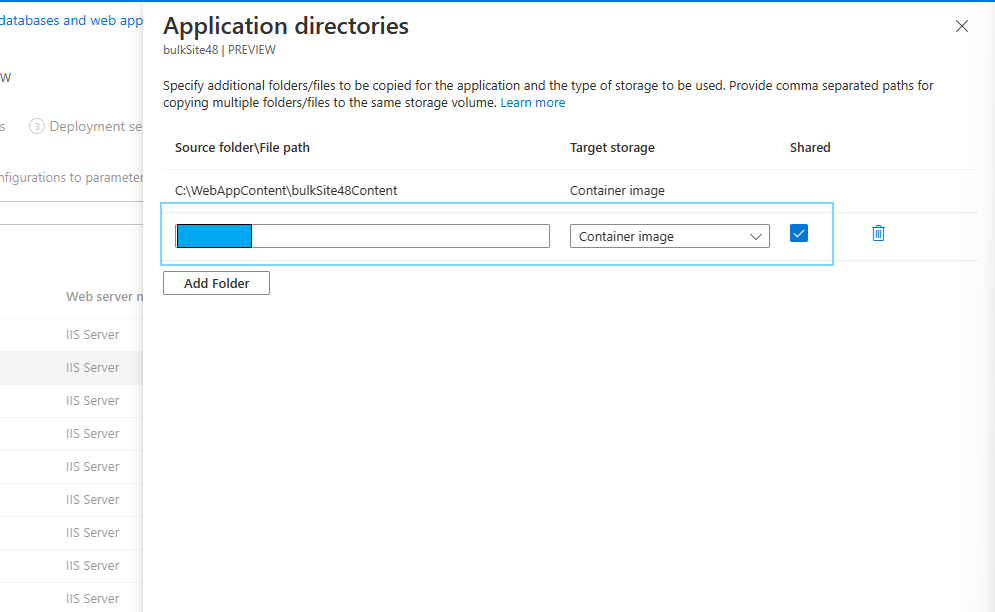 databases and web app
Application directories
bulkSite48 | PREVIEW
W
Specify additional folders/files to be copied for the application and the type of storage to be used. Provide comma separated paths for
copying multiple folders/files to the same storage volume. Learn more
s 3 Deployment se
Source folder\File path Target storage Shared
nfigurations to parameter
C:\WebAppContent\bulkSite48Content Container image
Container image
Add Folder
Web server n
IIS Server
IIS Server
IIS Server
IIS Server
IIS Server
IIS Server
IIS Server
IIS Server
IIS Server